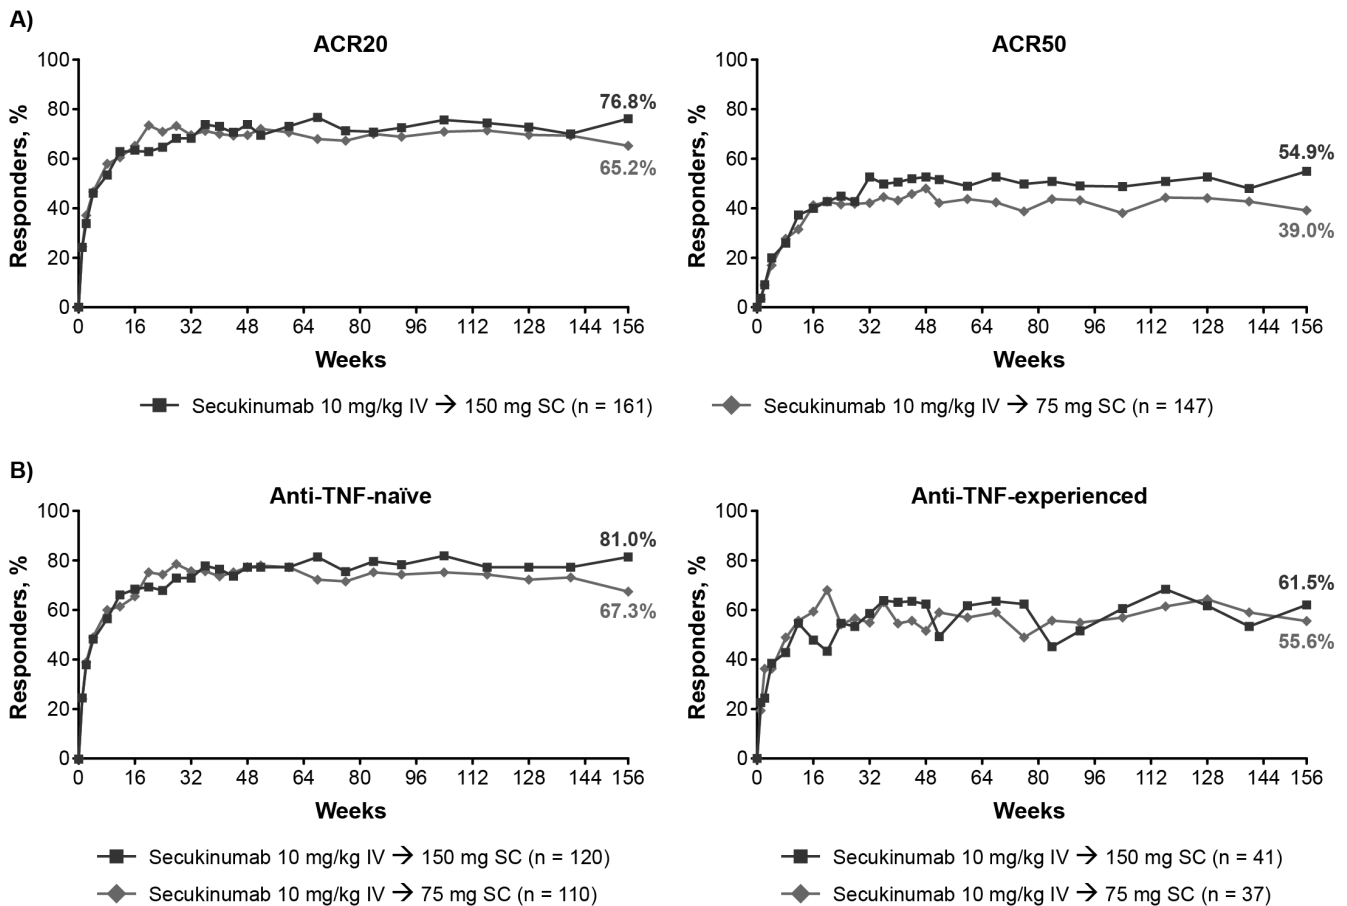 A)
ACR20
Responders, %
100
80
60
40
20
0
76.8%
65.2%
0 16 32 48 64 80 96 112 128 144 156
Weeks
ACR50
Responders, %
100
80
60
40
20
0
54.9%
39.0%
0 16 32 48 64 80 96 112 128 144 156
Weeks
Secukinumab 10 mg/kg IV → 150 mg SC (n = 161)
Secukinumab 10 mg/kg IV → 75 mg SC (n = 147)
B)
Anti-TNF-naïve
Responders, %
100
80
60
40
20
0
81.0%
67.3%
0 16 32 48 64 80 96 112 128 144 156
Weeks
Secukinumab 10 mg/kg IV → 150 mg SC (n = 120)
Secukinumab 10 mg/kg IV → 75 mg SC (n = 110)
Anti-TNF-experienced
Responders, %
100
80
60
40
20
0
61.5%
55.6%
0 16 32 48 64 80 96 112 128 144 156
Weeks
Secukinumab 10 mg/kg IV → 150 mg SC (n = 41)
Secukinumab 10 mg/kg IV → 75 mg SC (n = 37)